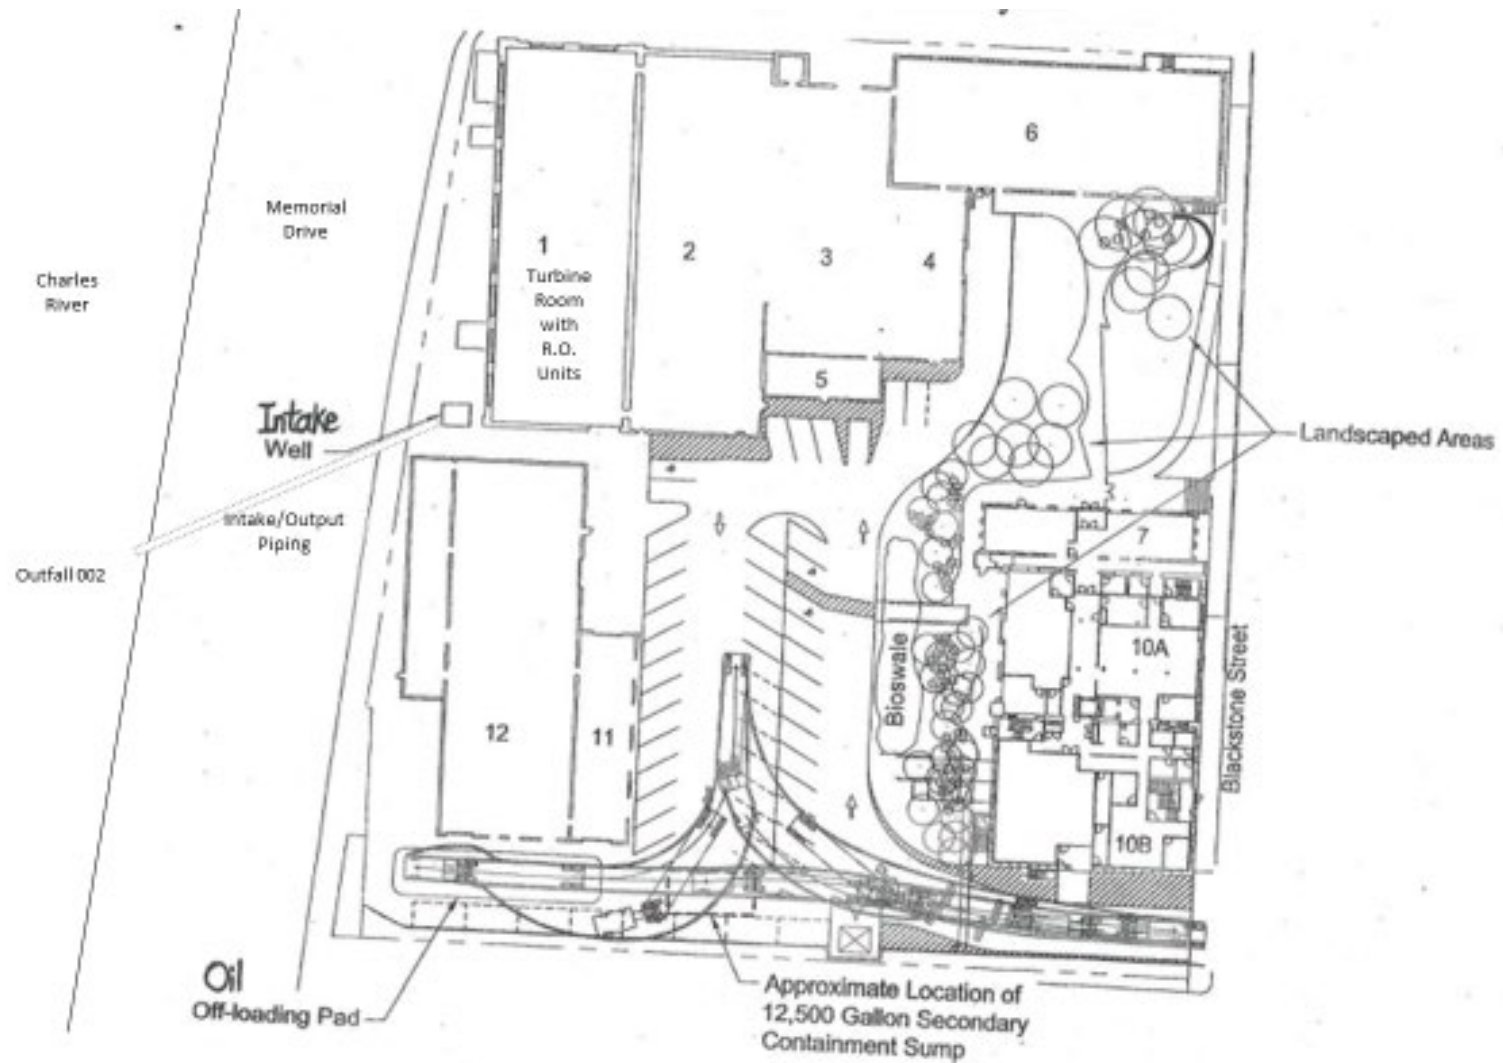 6
Memorial
Drive
1
Turbine
Room
with
R.O.
Units
2
3
4
Charles
River
5
Intake
Well
Landscaped Areas
Intake/Output
Piping
Outfall 002
7
10A
Bioswale
Blackstone Street
12
11
10B
Oil
Off-loading Pad
Approximate Location of
12,500 Gallon Secondary
Containment Sump